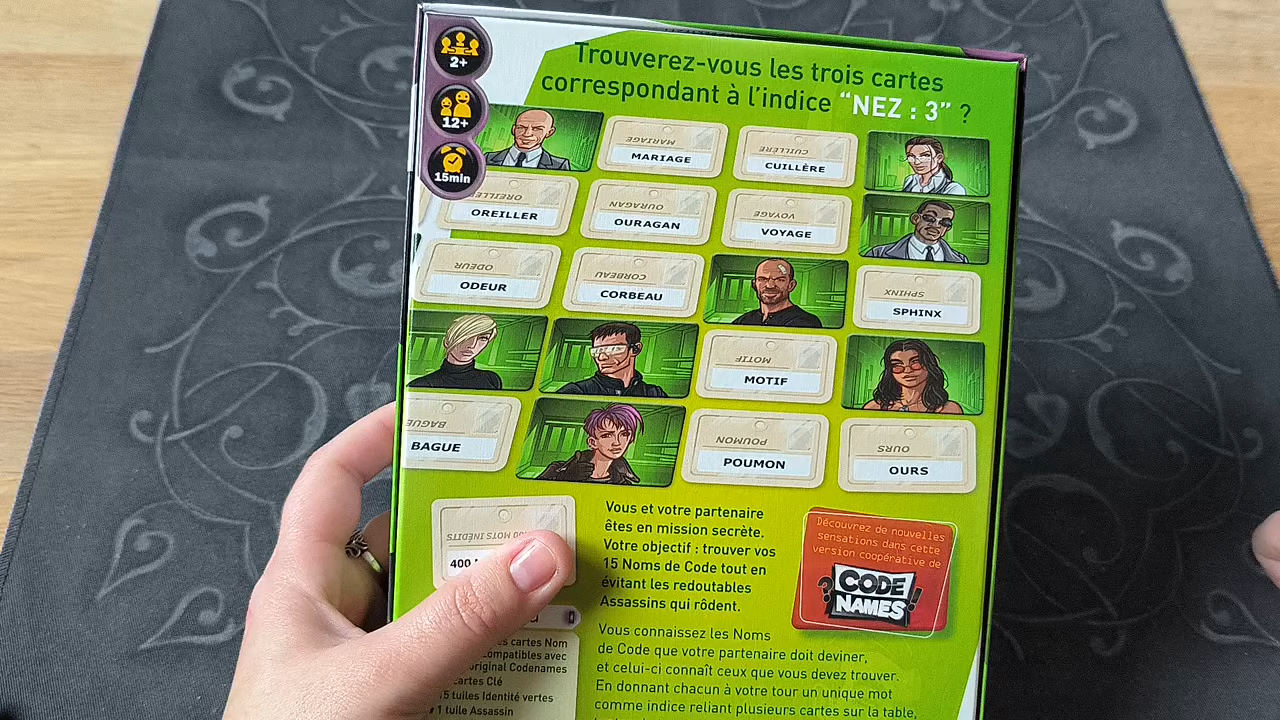 2+
12+
15min
Trouverez-vous les trois cartes
correspondant à l'indice “NEZ : 3” ?
MARIAGE
MARIAGE
CUILLÈRE
CUILLÈRE
OREILLER
OREILLER
OURAGAN
OURAGAN
VOYAGE
VOYAGE
ODEUR
ODEUR
CORBEAU
CORBEAU
SPHINX
SPHINX
MOTIF
MOTIF
BAGUE
BAGUE
POUMON
POUMON
OURS
OURS
MOTS INÉDITS
400
Vous et votre partenaire
êtes en mission secrète.
Votre objectif : trouver vos
15 Noms de Code tout en
évitant les redoutables
Assassins qui rôdent.
Découvrez de nouvelles
sensations dans cette
version coopérative de
CODE
NAMES
cartes Nom
compatibles avec
original Codenames
cartes Clé
15 tuiles Identité vertes
1 tuile Assassin
Vous connaissez les Noms
de Code que votre partenaire doit deviner,
et celui-ci connaît ceux que vous devez trouver.
En donnant chacun à votre tour un unique mot
comme indice reliant plusieurs cartes sur la table,